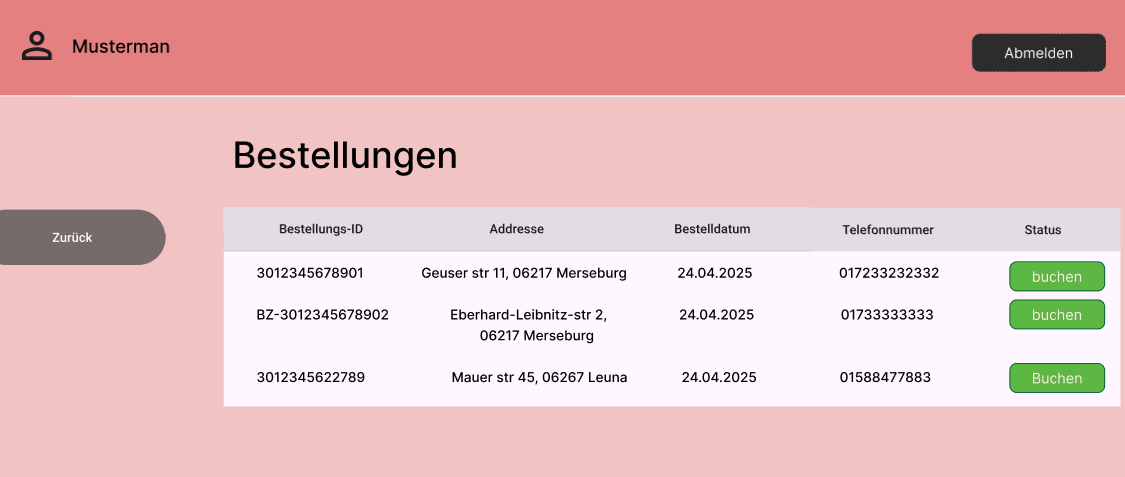 Musterman
Abmelden
Bestellungen
Zurück
Bestellungs-ID Addresse Bestelldatum Telefonnummer Status
3012345678901 Geuser str 11, 06217 Merseburg 24.04.2025 017233232332 buchen
BZ-3012345678902 Eberhard-Leibnitz-str 2, 24.04.2025 01733333333 buchen
06217 Merseburg
3012345622789 Mauer str 45, 06267 Leuna 24.04.2025 01588477883 Buchen